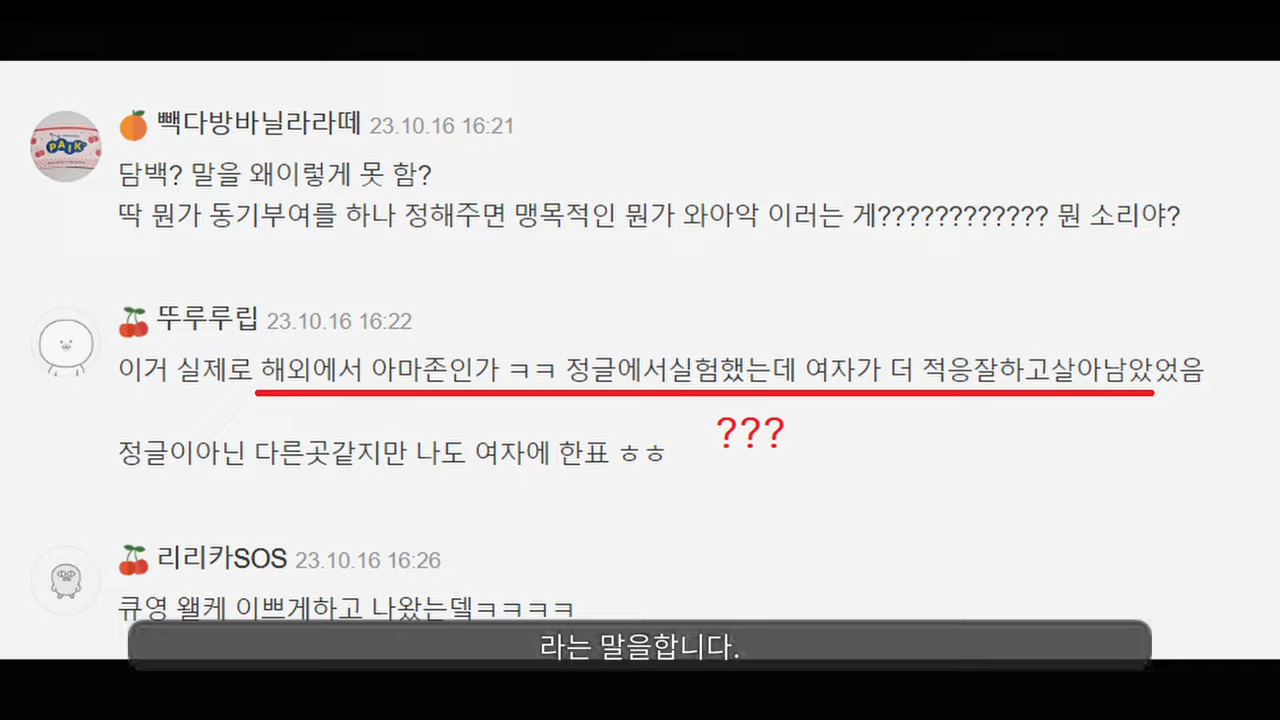 빽다방바닐라라떼 23.10.16 16:21
PAIK'
담백? 말을 왜이렇게 못 함?
딱 뭔가 동기부여를 하나 정해주면 맹목적인 뭔가 와아악 이러는 게???????????? 뭔 소리야?
뚜루루립 23.10.16 16:22
이거 실제로 해외에서 아마존인가 ㅋㅋ 정글에서실험했는데 여자가 더 적응잘하고살아남았었음
???
정글이아닌 다른곳같지만 나도 여자에 한표 ㅎㅎ
리리카SOS 23.10.16 16:26
큐영 왤케 이쁘게하고 나왔는뎈ㅋㅋㅋㅋ
라는 말을합니다.